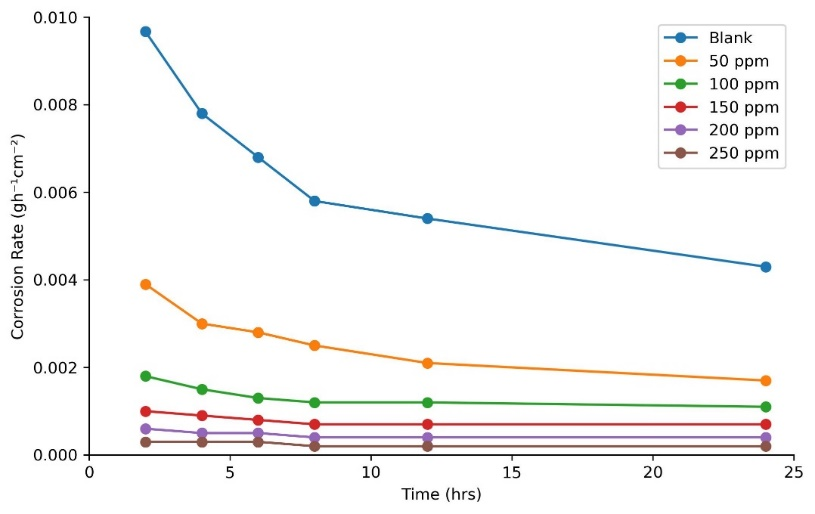 0.010
0.008
0.006
0.004
0.002
0.000
Corrosion Rate (gh⁻¹cm⁻²)
Blank
50 ppm
100 ppm
150 ppm
200 ppm
250 ppm
0 5 10 15 20 25
Time (hrs)